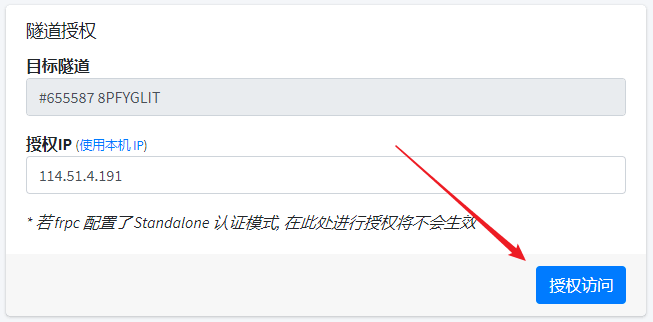 隧道授权
目标隧道
#655587 8PFYGLIT
授权IP (使用本机 IP)
114.51.4.191
* 若 frpc 配置了 Standalone 认证模式, 在此处进行授权将不会生效
授权访问